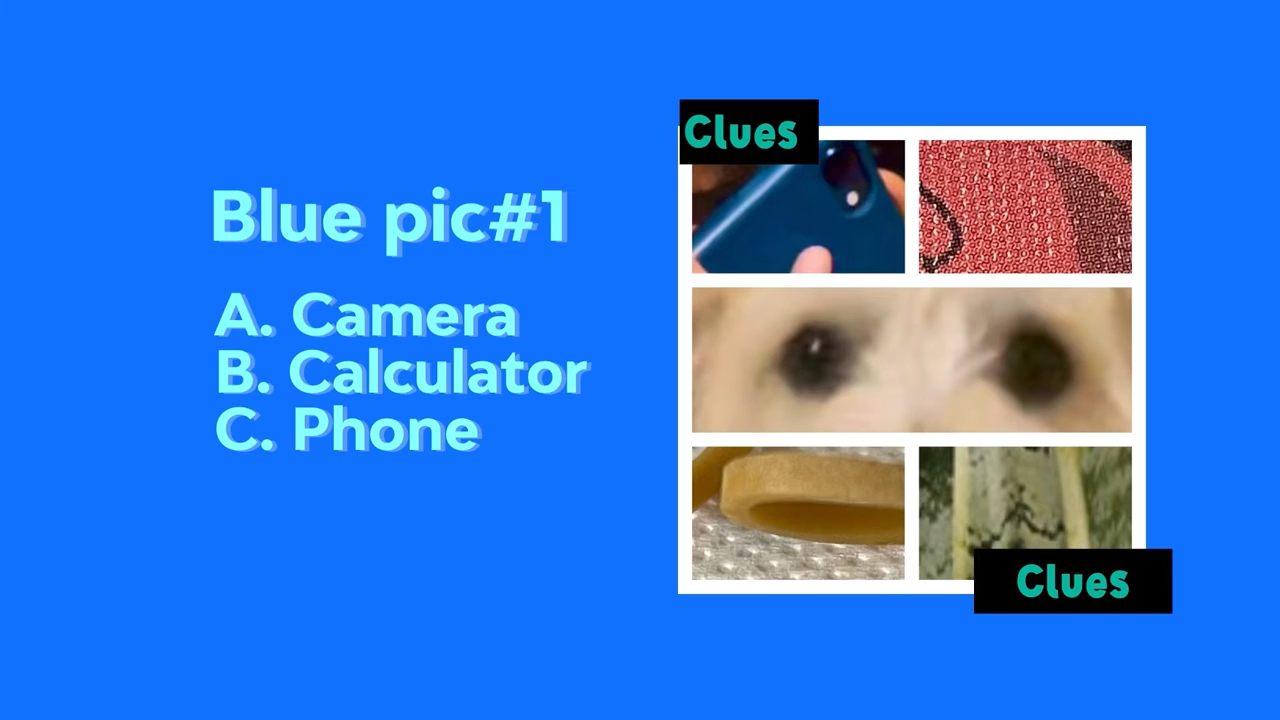 Clues
Blue pic#1
A. Camera
B. Calculator
C. Phone
Clues